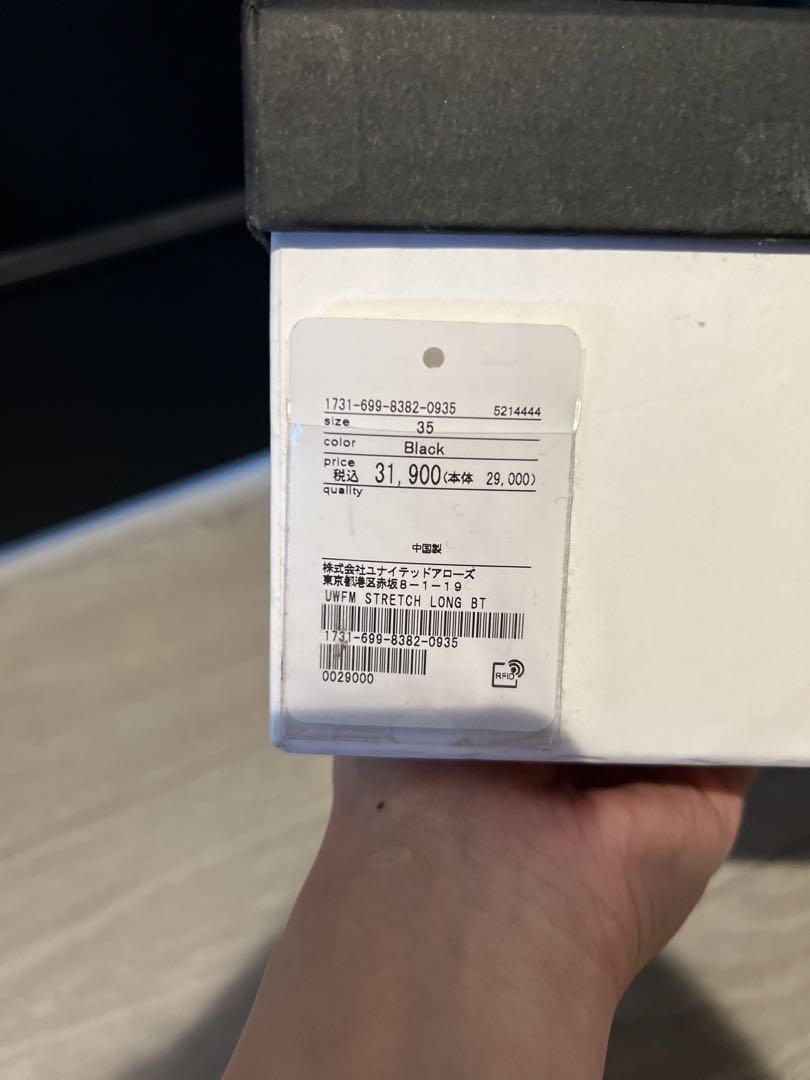 1731-699-8382-0935 5214444
size 35
color Black
price
税込 31,900(本体 29,000)
quality
中国製
株式会社ユナイテッドアローズ
東京都港区赤坂8-1-19
UWFM STRETCH LONG BT
1731-699-8382-0935
0029000
RFID